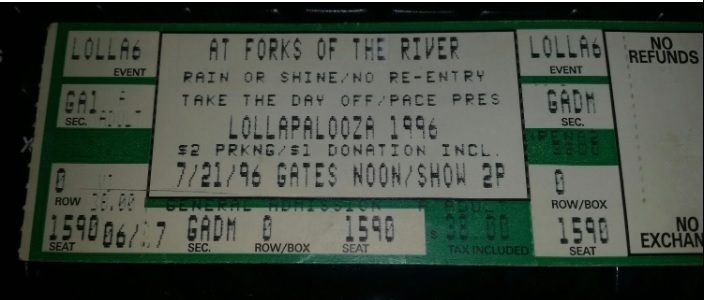 LOLLA6
EVENT
GA1 A
SEC.
0
ROW
1590
SEAT
AT FORKS OF THE RIVER
RAIN OR SHINE/NO RE-ENTRY
TAKE THE DAY OFF/PACE PRES
LOLLAPALOOZA 1996
$2 PRKNG/$1 DONATION INCL.
7/21/96 GATES NOON/SHOW 2P
GENERAL ADMISSION
GADM 0 1590
SEC. ROW/BOX SEAT
TAX INCLUDED
LOLLA6
EVENT
GADM
SEC.
0
ROW/BOX
1590
SEAT
NO
REFUNDS
NO
EXCHAN